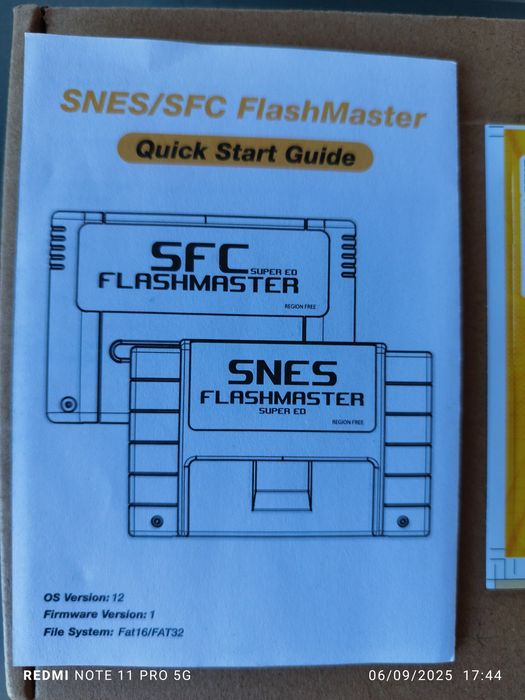 SNES/SFC FlashMaster
Quick Start Guide
SFC
SUPER ED
FLASHMASTER
REGION FREE
SNES
FLASHMASTER
SUPER ED
REGION FREE
OS Version: 12
Firmware Version: 1
File System: Fat16/FAT32
REDMI NOTE 11 PRO 5G
06/09/2025 17:44